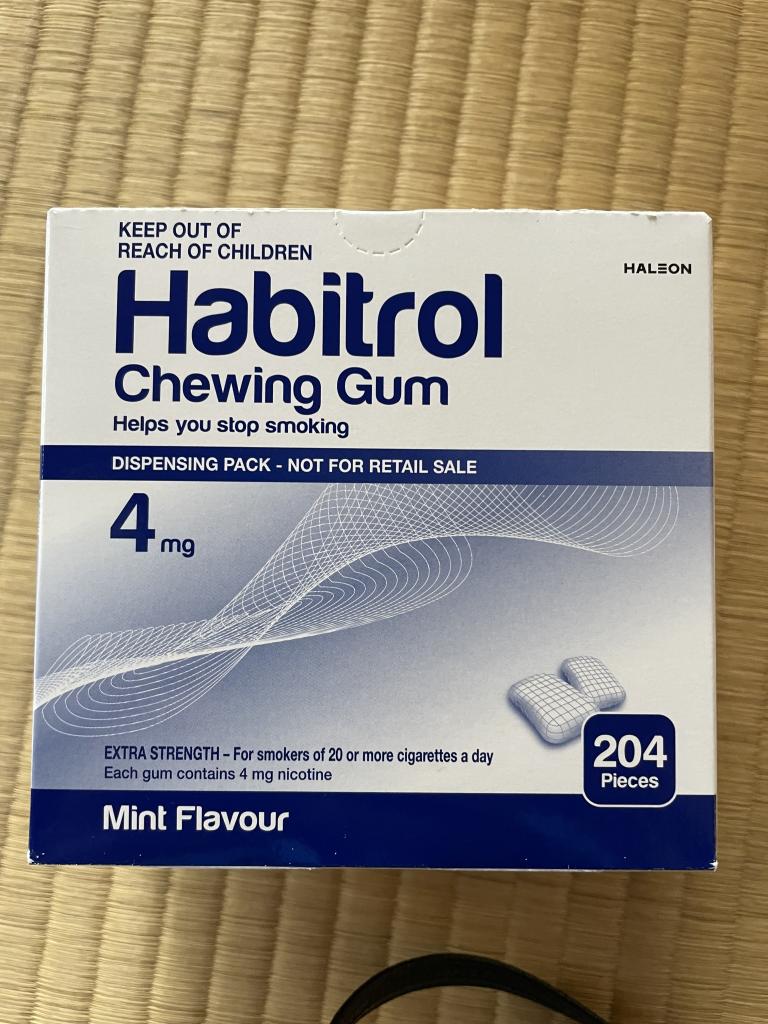 KEEP OUT OF
REACH OF CHILDREN
HALEON
Habitrol
Chewing Gum
Helps you stop smoking
DISPENSING PACK - NOT FOR RETAIL SALE
4 mg
EXTRA STRENGTH – For smokers of 20 or more cigarettes a day
Each gum contains 4 mg nicotine
204
Pieces
Mint Flavour